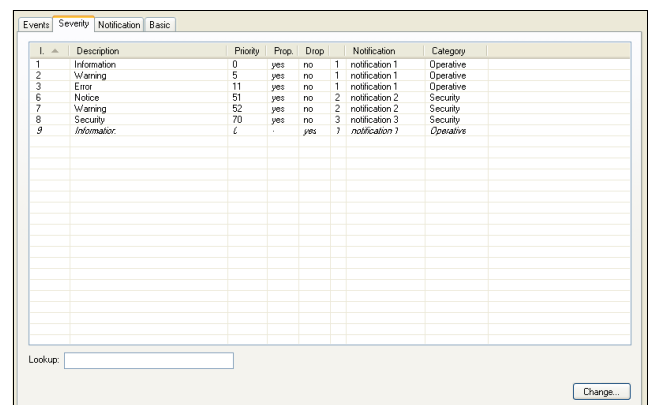 Events Severity Notification Basic
I. Description Priority Prop. Drop Notification Category
1 Information 0 yes no 1 notification 1 Operative
2 Warning 5 yes no 1 notification 1 Operative
3 Error 11 yes no 1 notification 1 Operative
6 Notice 51 yes no 2 notification 2 Security
7 Warning 52 yes no 2 notification 2 Security
8 Security 70 yes no 3 notification 3 Security
9 Information yes 1 notification 1 Operative
Lookup:
Change...